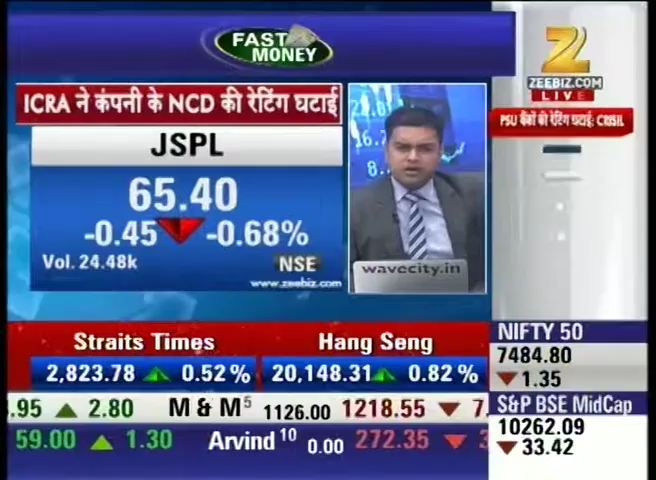 FAST
MONEY
Z
ZEEBIZ.COM
LIVE
ICRA ने कंपनी के NCD की रेटिंग घटाई
PSU बैंकों की रेटिंग घटाई: CRISIL
JSPL
65.40
-0.45 -0.68%
Vol. 24.48k NSE
www.zeebiz.com
wavecity.in
Straits Times
2,823.78 0.52%
Hang Seng
20,148.31 0.82%
NIFTY 50
7484.80
1.35
S&P BSE MidCap
10262.09
33.42
.95 2.80 M & M 5 1126.00 1218.55 7.
59.00 1.30 Arvind 10 0.00 272.35